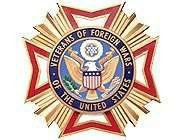 VETERANS OF FOREIGN WARS
OF THE UNITED STATES